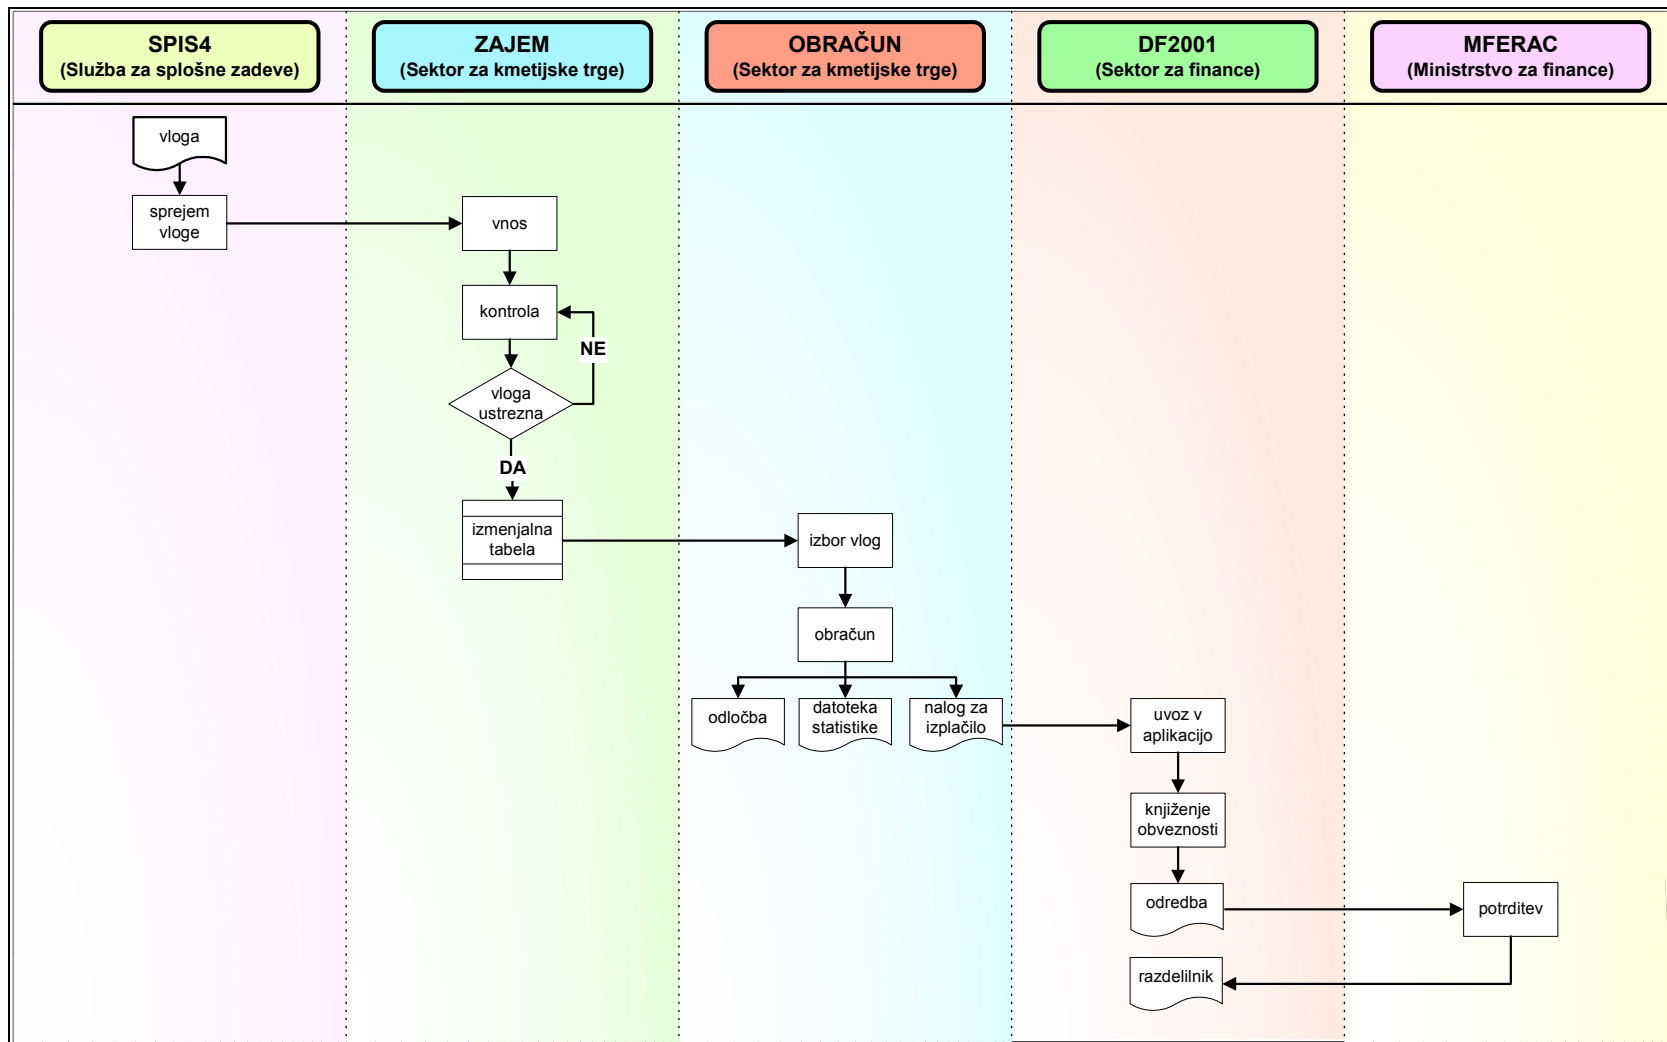 SPIS4
(Služba za splošne zadeve)
ZAJEM
(Sektor za kmetijske trge)
OBRAČUN
(Sektor za kmetijske trge)
DF2001
(Sektor za finance)
MFERAC
(Ministrstvo za finance)
vloga
sprejem
vloge
vnos
kontrola
NE
vloga
ustrezna
DA
izmenjalna
tabela
izbor vlog
obračun
odločba
datoteka
statistike
nalog za
izplačilo
uvoz v
aplikacijo
knjiženje
obveznosti
odredba
potrditev
razdelilnik